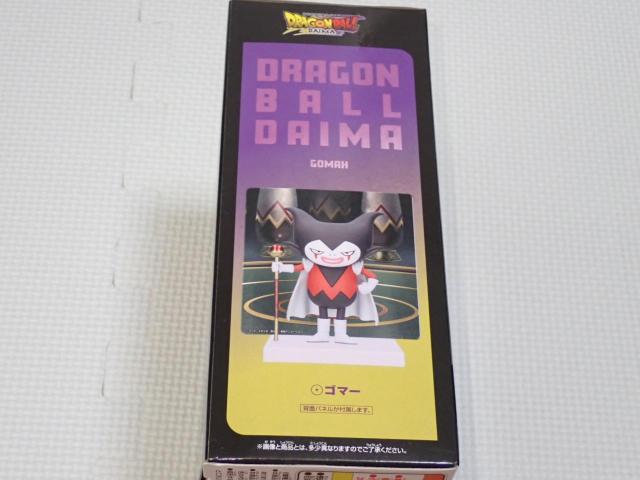 DRAGON BALL
DAIMA
DRAGON
BALL
DAIMA
GOMAH
ゴマー
背面パネルが付属します。
※画像と商品とは、多少異なりますのでご了承ください。